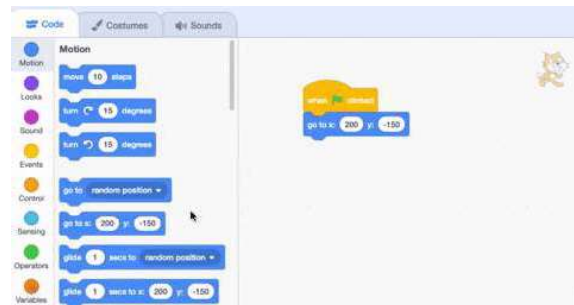 Code Costumes Sounds
Motion
Motion
Looks
Sound
Events
Control
Sensing
Operators
Variables
move 10 steps
turn 15 degrees
turn 15 degrees
go to random position
go to x: 200 y: -150
glide 1 secs to random position
glide 1 secs to x: 200 y: -150
when clicked
go to x: 200 y: -150